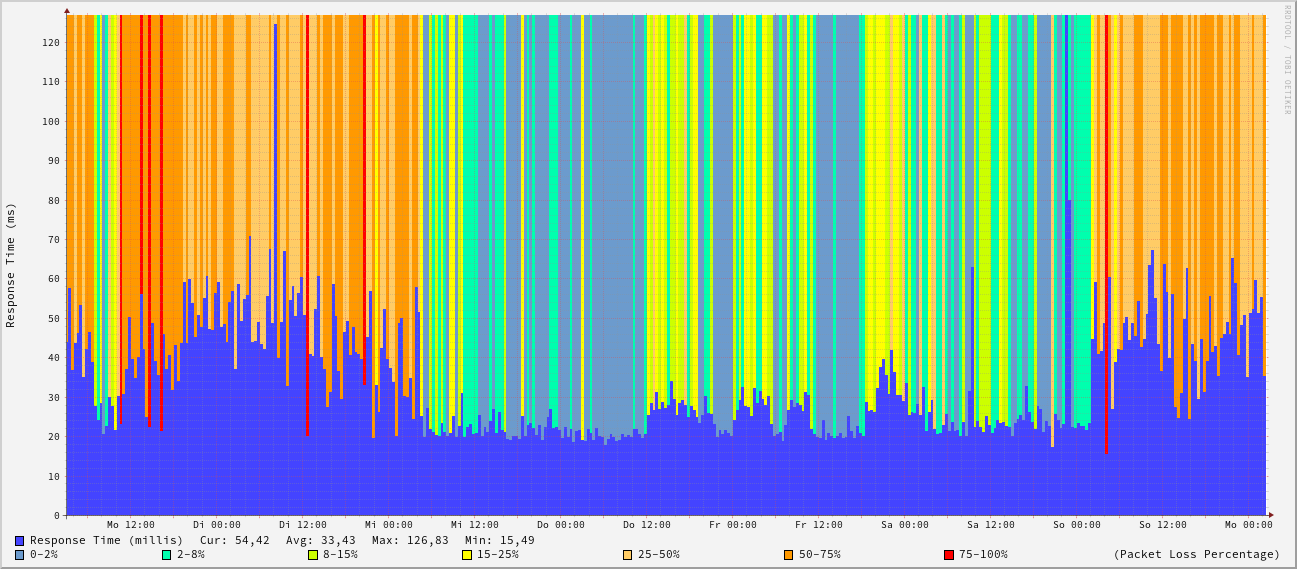 RRDTOOL / TOBI OETIKER
Response Time (ms)
120
110
100
90
80
70
60
50
40
30
20
10
0
Mo 12:00 Di 00:00 Di 12:00 Mi 00:00 Mi 12:00 Do 00:00 Do 12:00 Fr 00:00 Fr 12:00 Sa 00:00 Sa 12:00 So 00:00 So 12:00 Mo 00:00
Response Time (millis) Cur: 54,42 Avg: 33,43 Max: 126,83 Min: 15,49
0-2% 2-8% 8-15% 15-25% 25-50% 50-75% 75-100% (Packet Loss Percentage)